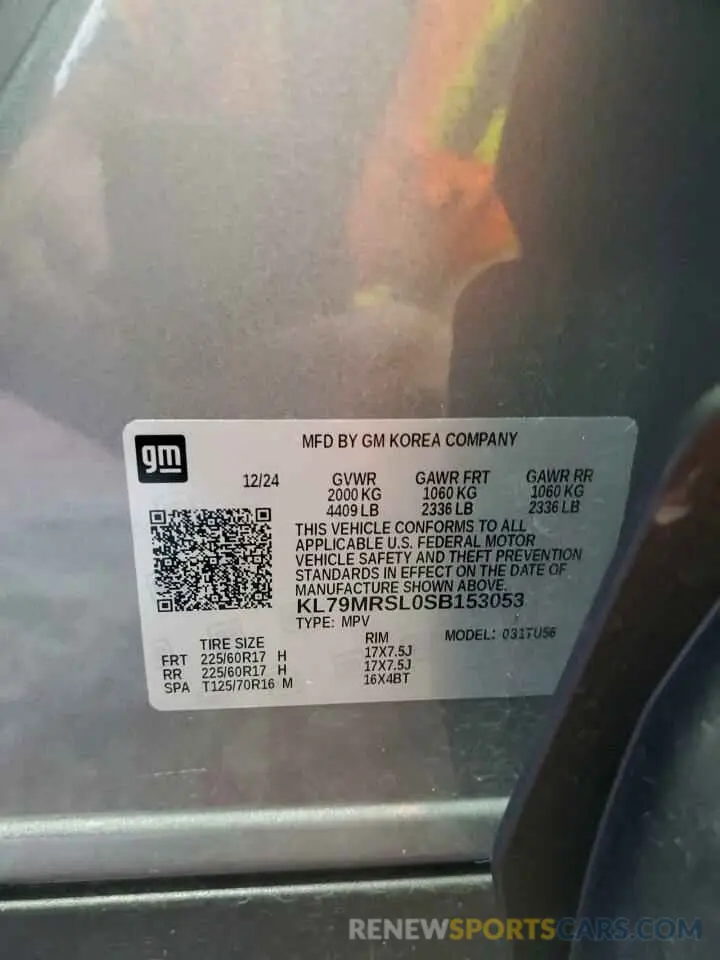 MFD BY GM KOREA COMPANY
gm
12/24 GVWR GAWR FRT GAWR RR
2000 KG 1060 KG 1060 KG
4409 LB 2336 LB 2336 LB
THIS VEHICLE CONFORMS TO ALL
APPLICABLE U.S. FEDERAL MOTOR
VEHICLE SAFETY AND THEFT PREVENTION
STANDARDS IN EFFECT ON THE DATE OF
MANUFACTURE SHOWN ABOVE.
KL79MRSL0SB153053
TYPE: MPV MODEL: 031TU56
TIRE SIZE RIM
FRT 225/60R17 H 17X7.5J
RR 225/60R17 H 17X7.5J
SPA T125/70R16 M 16X4BT
RENEWSPORTSCARS.COM